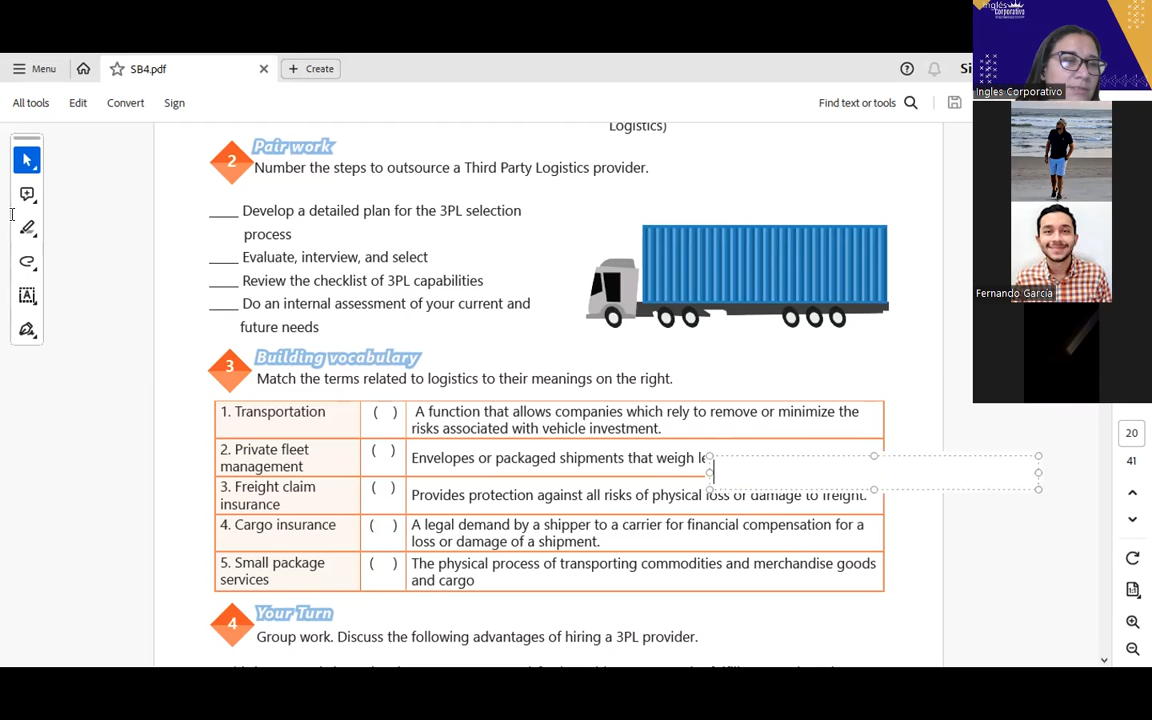 Inglés
corporativo
Ingles Corporativo
Menu
SB4.pdf
Create
All tools
Edit
Convert
Sign
Find text or tools
Logistics)
2
Pair work
Number the steps to outsource a Third Party Logistics provider.
____ Develop a detailed plan for the 3PL selection
process
____ Evaluate, interview, and select
____ Review the checklist of 3PL capabilities
____ Do an internal assessment of your current and
future needs
Fernando García
3
Building vocabulary
Match the terms related to logistics to their meanings on the right.
1. Transportation ( ) A function that allows companies which rely to remove or minimize the
risks associated with vehicle investment.
2. Private fleet
management ( ) Envelopes or packaged shipments that weigh
3. Freight claim
insurance ( ) Provides protection against all risks of physical loss or damage to freight.
4. Cargo insurance ( ) A legal demand by a shipper to a carrier for financial compensation for a
loss or damage of a shipment.
5. Small package
services ( ) The physical process of transporting commodities and merchandise goods
and cargo
4
Your Turn
Group work. Discuss the following advantages of hiring a 3PL provider.
20
41